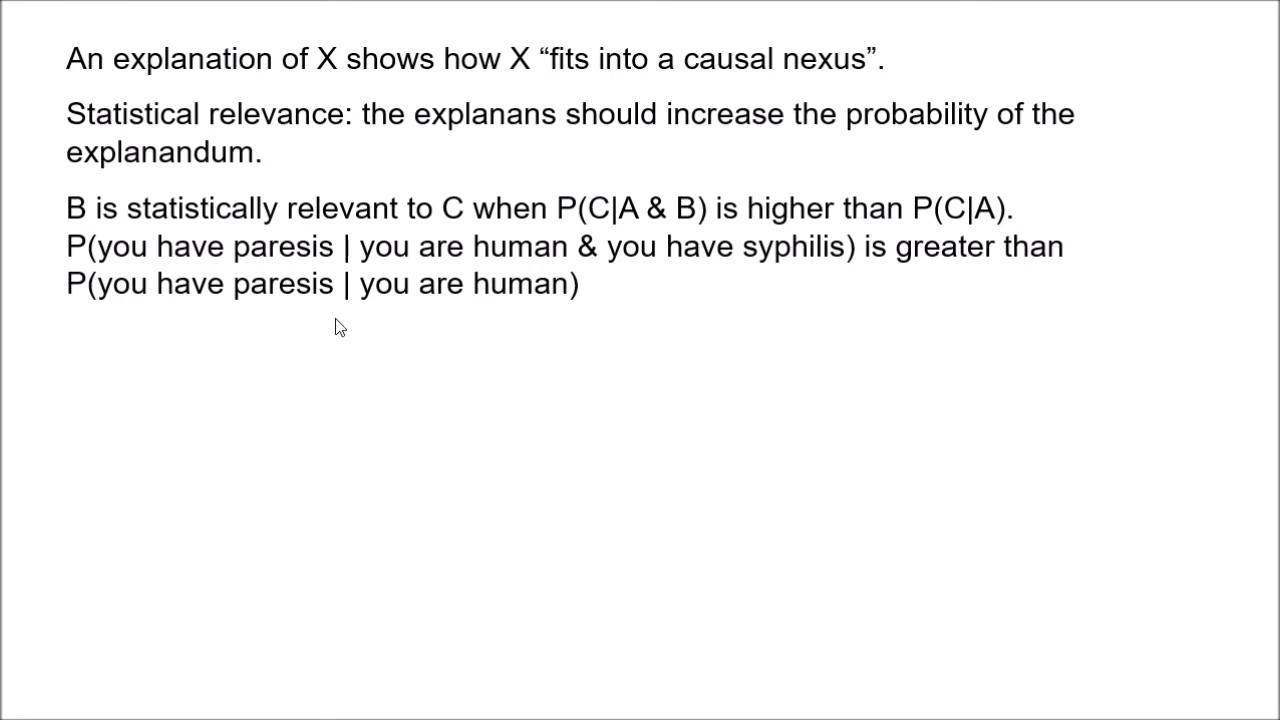 An explanation of X shows how X “fits into a causal nexus”.
Statistical relevance: the explanans should increase the probability of the
explanandum.
B is statistically relevant to C when P(C|A & B) is higher than P(C|A).
P(you have paresis | you are human & you have syphilis) is greater than
P(you have paresis | you are human)